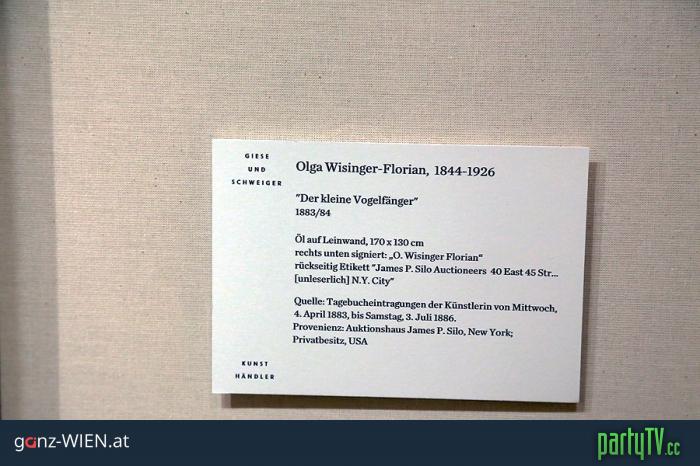 GIESE
UND
SCHWEIGER
Olga Wisinger-Florian, 1844-1926
"Der kleine Vogelfänger"
1883/84
Öl auf Leinwand, 170 x 130 cm
rechts unten signiert: „O. Wisinger Florian“
rückseitig Etikett "James P. Silo Auctioneers 40 East 45 Str...
[unleserlich] N.Y. City"
Quelle: Tagebucheintragungen der Künstlerin von Mittwoch,
4. April 1883, bis Samstag, 3. Juli 1886.
Provenienz: Auktionshaus James P. Silo, New York;
Privatbesitz, USA
KUNST
HÄNDLER
ganz-WIEN.at
partyTV.cc